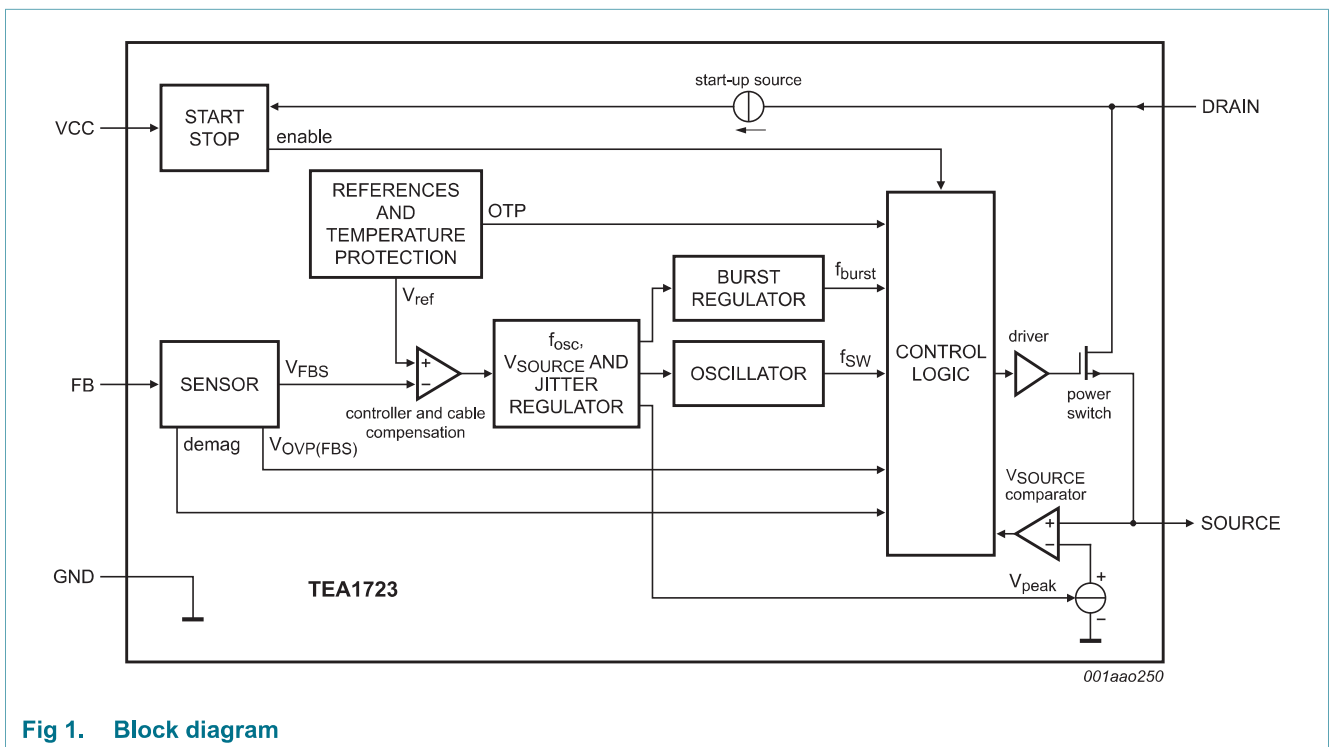 start-up source
START
STOP
VCC
DRAIN
enable
REFERENCES
AND
TEMPERATURE
PROTECTION
OTP
Vref
BURST
REGULATOR
fburst
fosc,
VSOURCE AND
JITTER
REGULATOR
OSCILLATOR
fSW
CONTROL
LOGIC
driver
power
switch
FB
SENSOR
VFBS
+
−
controller and cable
compensation
demag
VOVP(FBS)
VSOURCE
comparator
+
−
SOURCE
GND
TEA1723
Vpeak
+
−
001aao250
Fig 1. Block diagram